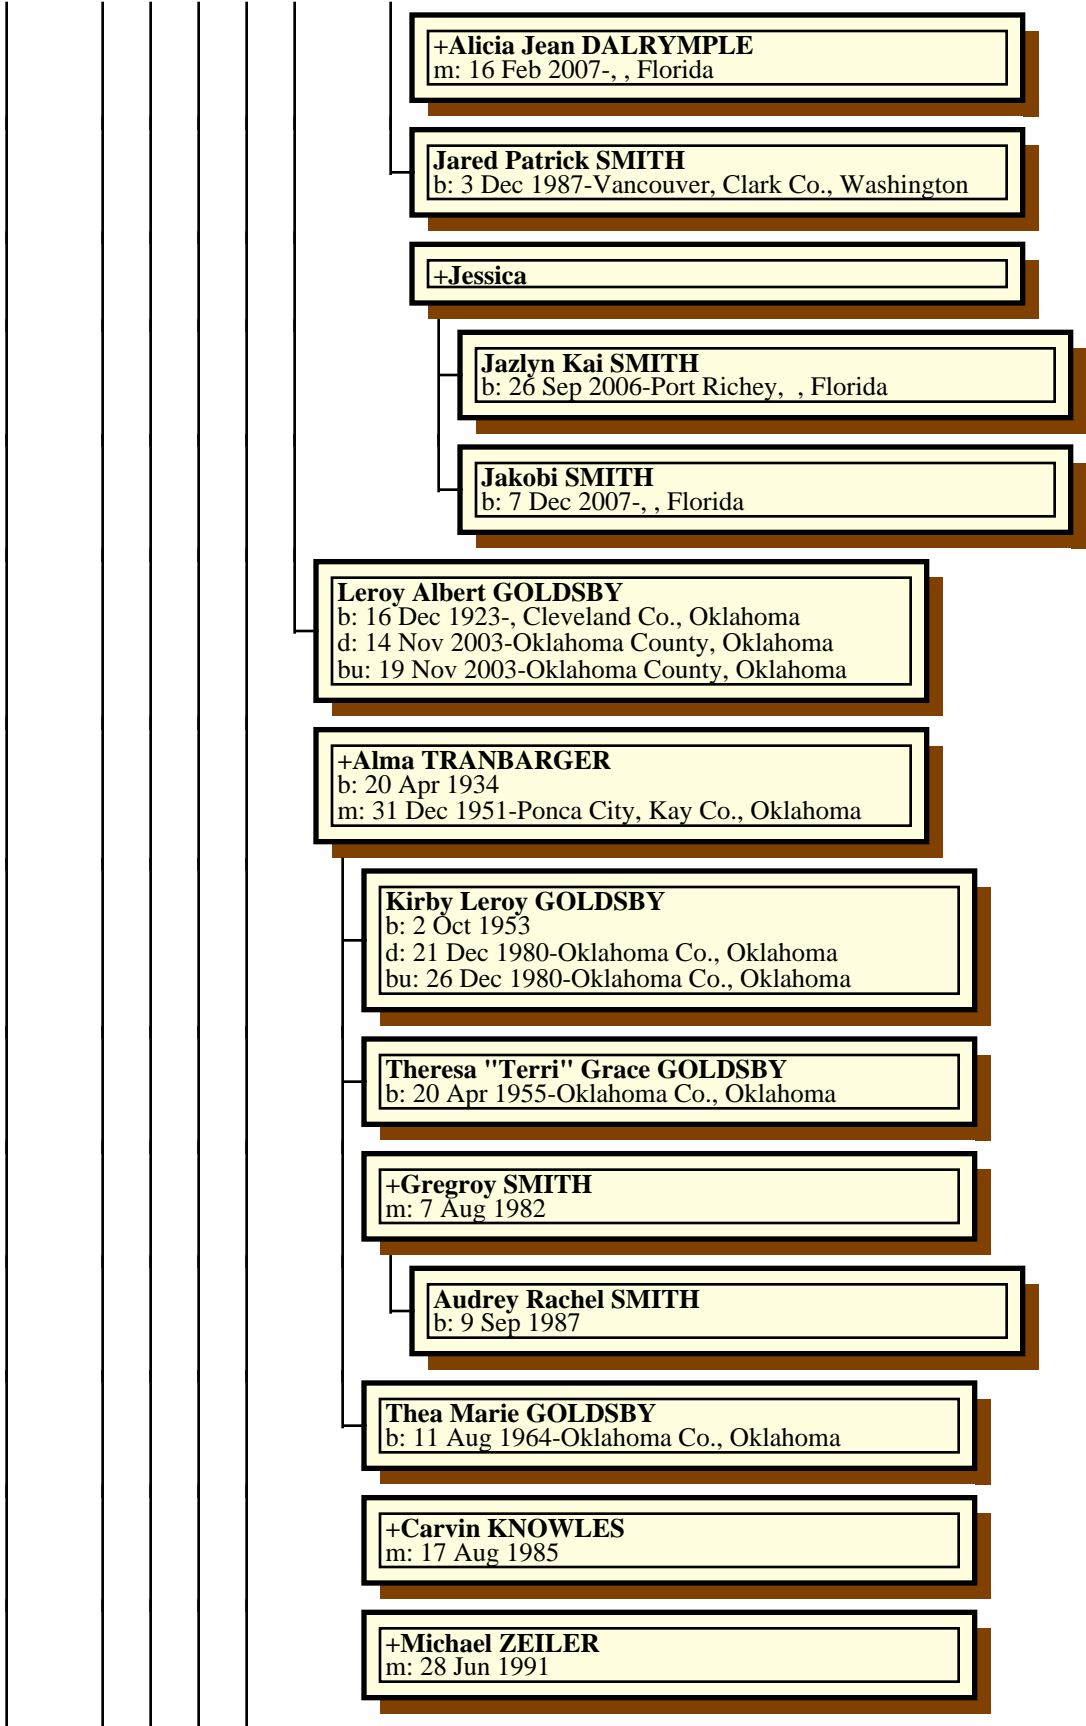 +Alicia Jean DALRYMPLE
m: 16 Feb 2007-, , Florida
Jared Patrick SMITH
b: 3 Dec 1987-Vancouver, Clark Co., Washington
+Jessica
Jazlyn Kai SMITH
b: 26 Sep 2006-Port Richey,  , Florida
Jakobi SMITH
b: 7 Dec 2007-, , Florida
Leroy Albert GOLDSBY
b: 16 Dec 1923-, Cleveland Co., Oklahoma
d: 14 Nov 2003-Oklahoma County, Oklahoma
bu: 19 Nov 2003-Oklahoma County, Oklahoma
+Alma TRANBARGER
b: 20 Apr 1934
m: 31 Dec 1951-Ponca City, Kay Co., Oklahoma
Kirby Leroy GOLDSBY
b: 2 Oct 1953
d: 21 Dec 1980-Oklahoma Co., Oklahoma
bu: 26 Dec 1980-Oklahoma Co., Oklahoma
Theresa "Terri" Grace GOLDSBY
b: 20 Apr 1955-Oklahoma Co., Oklahoma
+Gregroy SMITH
m: 7 Aug 1982
Audrey Rachel SMITH
b: 9 Sep 1987
Thea Marie GOLDSBY
b: 11 Aug 1964-Oklahoma Co., Oklahoma
+Carvin KNOWLES
m: 17 Aug 1985
+Michael ZEILER
m: 28 Jun 1991